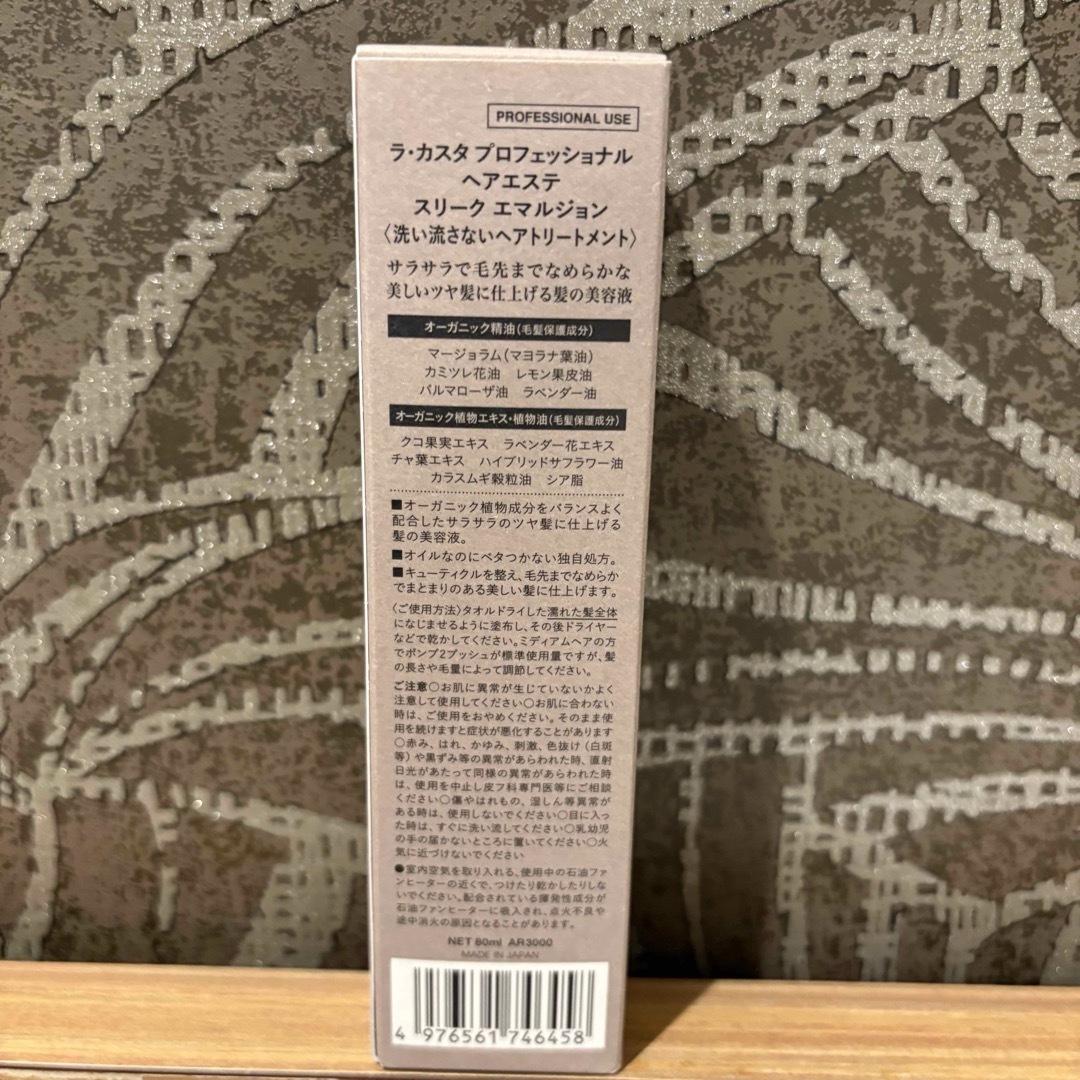 PROFESSIONAL USE
ラ・カスタ プロフェッショナル
ヘアエステ
スリーク エマルジョン
〈洗い流さないヘアトリートメント〉
サラサラで毛先までなめらかな
美しいツヤ髪に仕上げる髪の美容液
オーガニック精油(毛髪保護成分)
マージョラム(マヨラナ葉油)
カミツレ花油 レモン果皮油
パルマローザ油 ラベンダー油
オーガニック植物エキス・植物油(毛髪保護成分)
クコ果実エキス ラベンダー花エキス
チャ葉エキス ハイブリッドサフラワー油
カラスムギ穀粒油 シア脂
■オーガニック植物成分をバランスよく
配合したサラサラのツヤ髪に仕上げる
髪の美容液。
■オイルなのにベタつかない独自処方。
■キューティクルを整え、毛先までなめらか
でまとまりのある美しい髪に仕上げます。
〈ご使用方法〉タオルドライした濡れた髪全体
になじませるように塗布し、その後ドライヤー
などで乾かしてください。ミディアムヘアの方
でポンプ2プッシュが標準使用量ですが、髪
の長さや毛量によって調節してください。
ご注意○お肌に異常が生じていないかよく
注意して使用してください○お肌に合わない
時は、ご使用をおやめください。そのまま使
用を続けますと症状が悪化することがあります
○赤み、はれ、かゆみ、刺激、色抜け(白斑
等)や黒ずみ等の異常があらわれた時、直射
日光があたって同様の異常があらわれた時
は、使用を中止し皮フ科専門医等にご相談
ください○傷やはれもの、湿しん等異常が
ある時は、使用しないでください○目に入っ
た時は、すぐに洗い流してください○乳幼児
の手の届かないところに置いてください○火
気に近づけないでください
●室内空気を取り入れる、使用中の石油ファ
ンヒーターの近くで、つけたり乾かしたりしな
いでください。配合されている揮発性成分が
石油ファンヒーターに吸入され、点火不良や
途中消火の原因となることがあります。
NET 80ml AR3000
MADE IN JAPAN
4 976561 746458